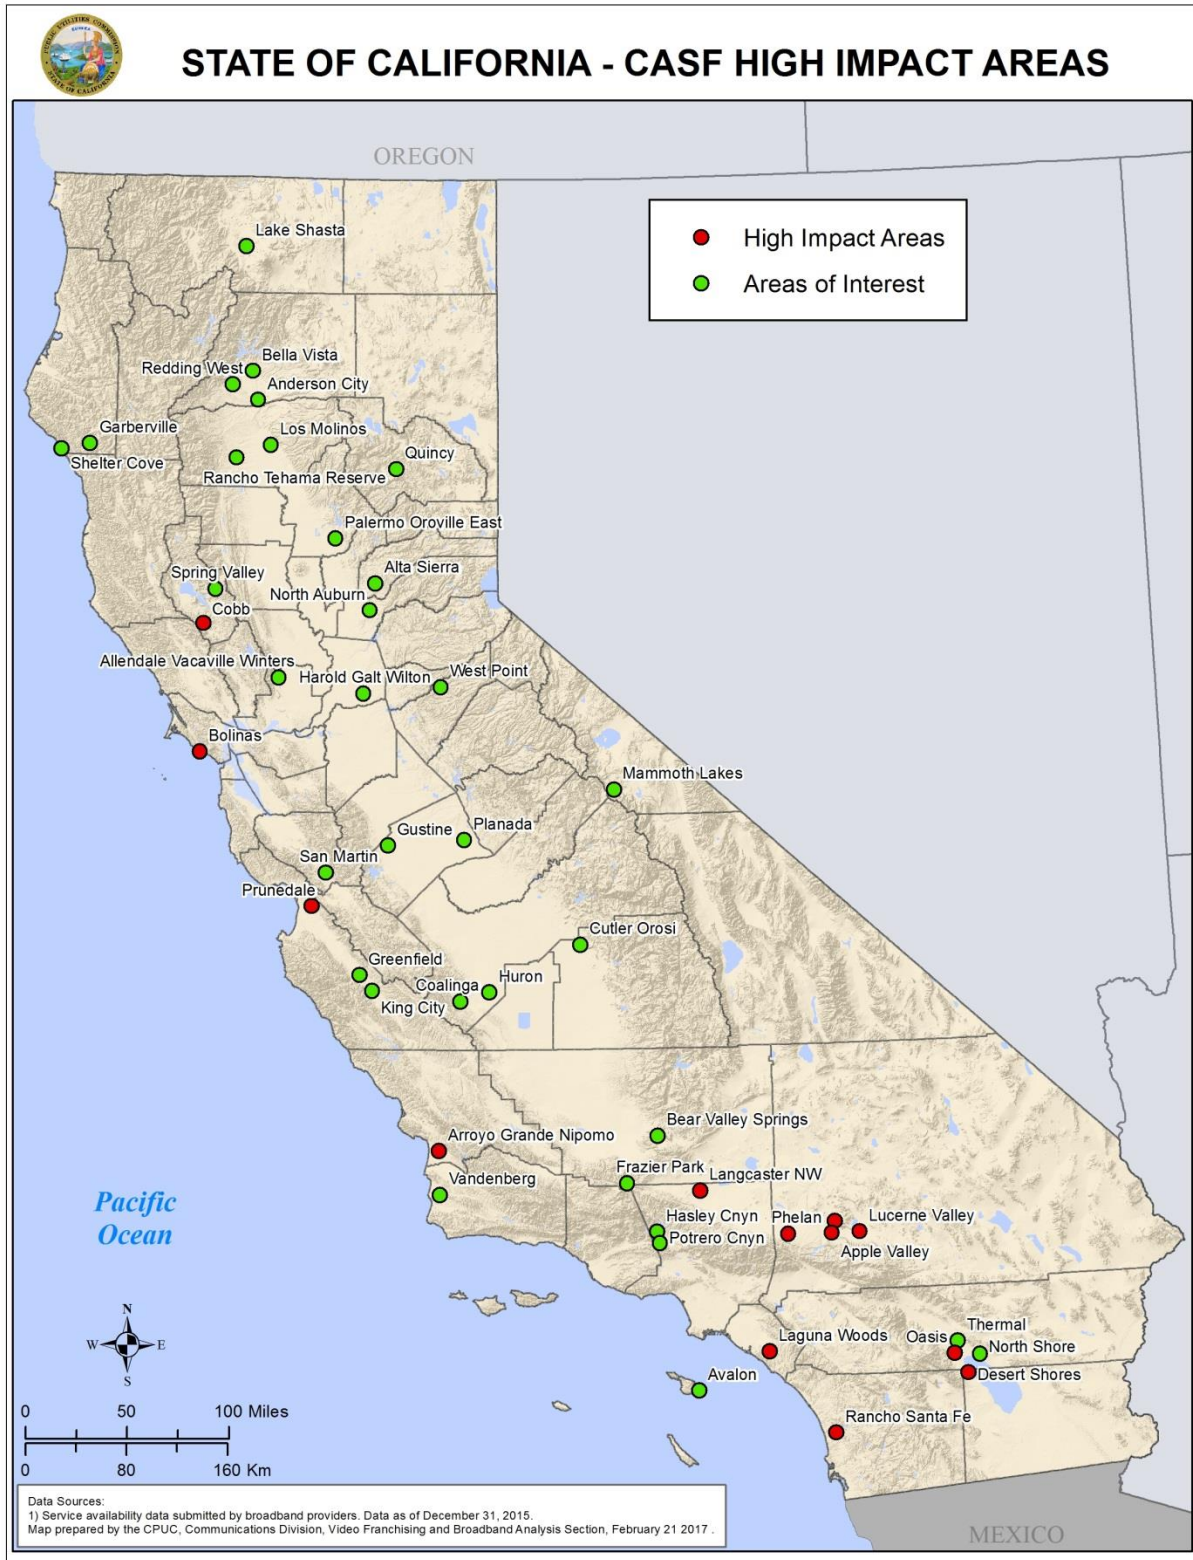 STATE OF CALIFORNIA - CASF HIGH IMPACT AREAS
OREGON
High Impact Areas
Areas of Interest
Lake Shasta
Bella Vista
Redding West
Anderson City
Garberville
Los Molinos
Shelter Cove
Quincy
Rancho Tehama Reserve
Palermo Oroville East
Alta Sierra
Spring Valley
North Auburn
Cobb
Allendale Vacaville Winters
Harold Galt Wilton
West Point
Bolinas
Mammoth Lakes
Gustine
Planada
San Martin
Prunedale
Cutler Orosi
Greenfield
Huron
Coalinga
King City
Bear Valley Springs
Arroyo Grande Nipomo
Frazier Park
Langcaster NW
Vandenberg
Pacific
Ocean
Hasley Cnyn
Phelan
Lucerne Valley
Potrero Cnyn
Apple Valley
N
W
E
S
Laguna Woods
Oasis
Thermal
North Shore
Avalon
Desert Shores
Rancho Santa Fe
0 50 100 Miles
0 80 160 Km
Data Sources:
1) Service availability data submitted by broadband providers. Data as of December 31, 2015.
Map prepared by the CPUC, Communications Division, Video Franchising and Broadband Analysis Section, February 21 2017 .
MEXICO